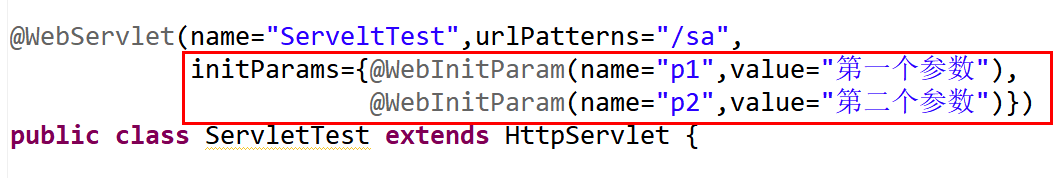 @WebServlet(name="ServeltTest",urlPatterns="/sa",
initParams={@WebInitParam(name="p1",value="第一个参数"),
@WebInitParam(name="p2",value="第二个参数")})
public class ServletTest extends HttpServlet {